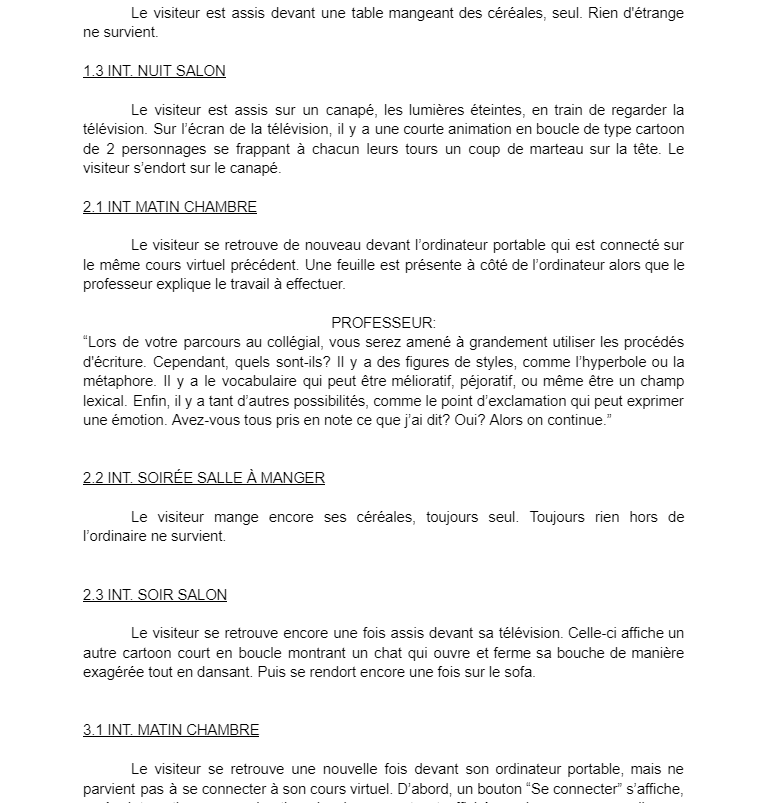 Le visiteur est assis devant une table mangeant des céréales, seul. Rien d'étrange
ne survient.
1.3 INT. NUIT SALON
Le visiteur est assis sur un canapé, les lumières éteintes, en train de regarder la
télévision. Sur l’écran de la télévision, il y a une courte animation en boucle de type cartoon
de 2 personnages se frappant à chacun leurs tours un coup de marteau sur la tête. Le
visiteur s’endort sur le canapé.
2.1 INT MATIN CHAMBRE
Le visiteur se retrouve de nouveau devant l’ordinateur portable qui est connecté sur
le même cours virtuel précédent. Une feuille est présente à côté de l’ordinateur alors que le
professeur explique le travail à effectuer.
PROFESSEUR:
“Lors de votre parcours au collégial, vous serez amené à grandement utiliser les procédés
d'écriture. Cependant, quels sont-ils? Il y a des figures de styles, comme l’hyperbole ou la
métaphore. Il y a le vocabulaire qui peut être mélioratif, péjoratif, ou même être un champ
lexical. Enfin, il y a tant d’autres possibilités, comme le point d’exclamation qui peut exprimer
une émotion. Avez-vous tous pris en note ce que j’ai dit? Oui? Alors on continue.”
2.2 INT. SOIRÉE SALLE À MANGER
Le visiteur mange encore ses céréales, toujours seul. Toujours rien hors de
l’ordinaire ne survient.
2.3 INT. SOIR SALON
Le visiteur se retrouve encore une fois assis devant sa télévision. Celle-ci affiche un
autre cartoon court en boucle montrant un chat qui ouvre et ferme sa bouche de manière
exagérée tout en dansant. Puis se rendort encore une fois sur le sofa.
3.1 INT. MATIN CHAMBRE
Le visiteur se retrouve une nouvelle fois devant son ordinateur portable, mais ne
parvient pas à se connecter à son cours virtuel. D’abord, un bouton “Se connecter” s’affiche,